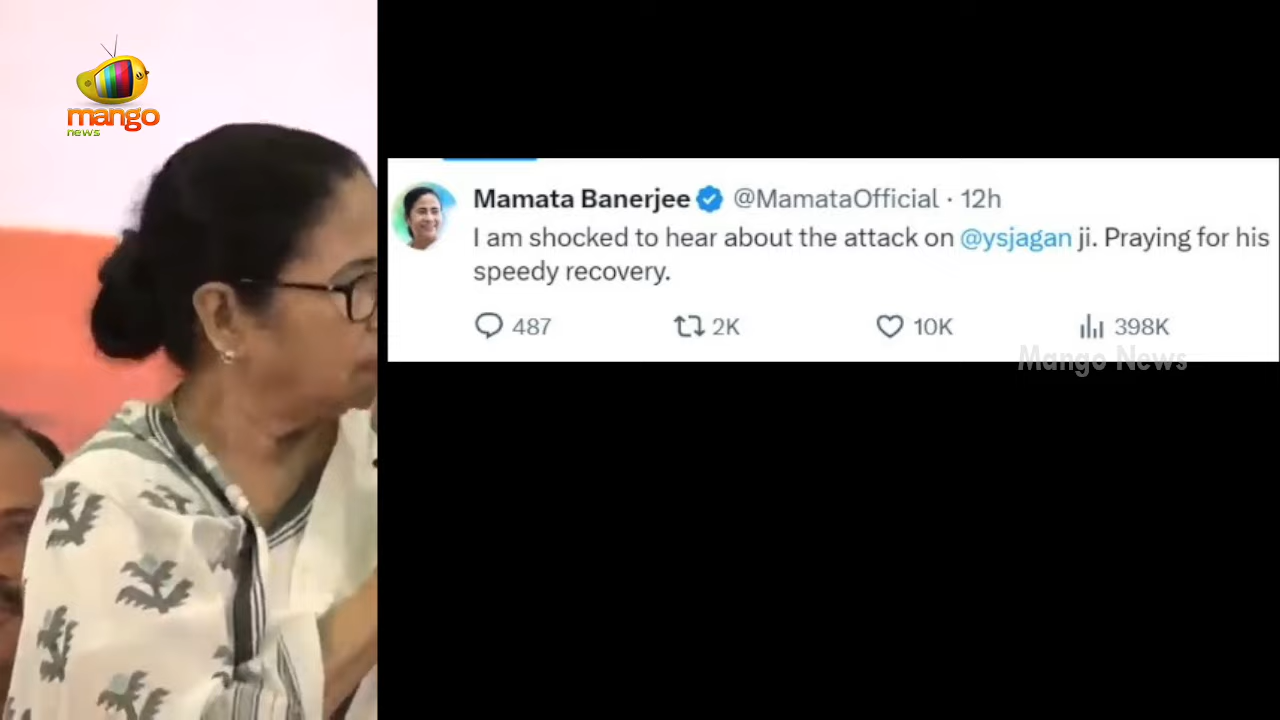 mango
news
Mamata Banerjee @MamataOfficial · 12h
I am shocked to hear about the attack on @ysjagan ji. Praying for his
speedy recovery.
487 2K 10K 398K
Mango News